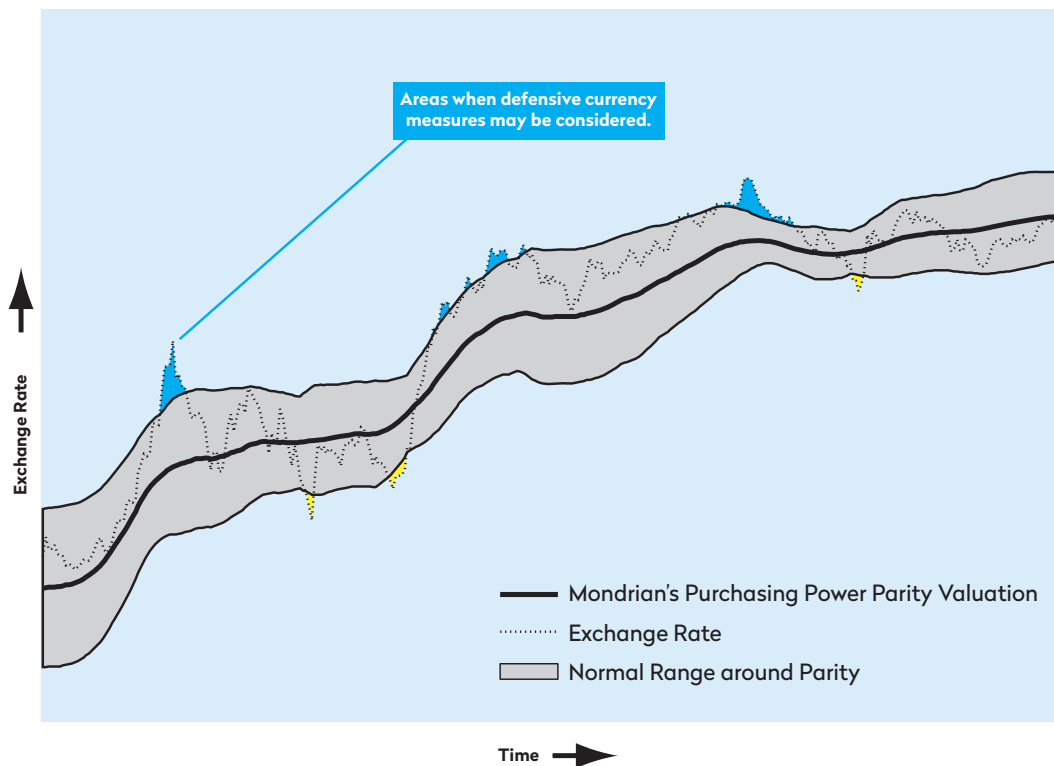 Areas when defensive currency
measures may be considered.
Exchange Rate
Mondrian’s Purchasing Power Parity Valuation
Exchange Rate
Normal Range around Parity
Time